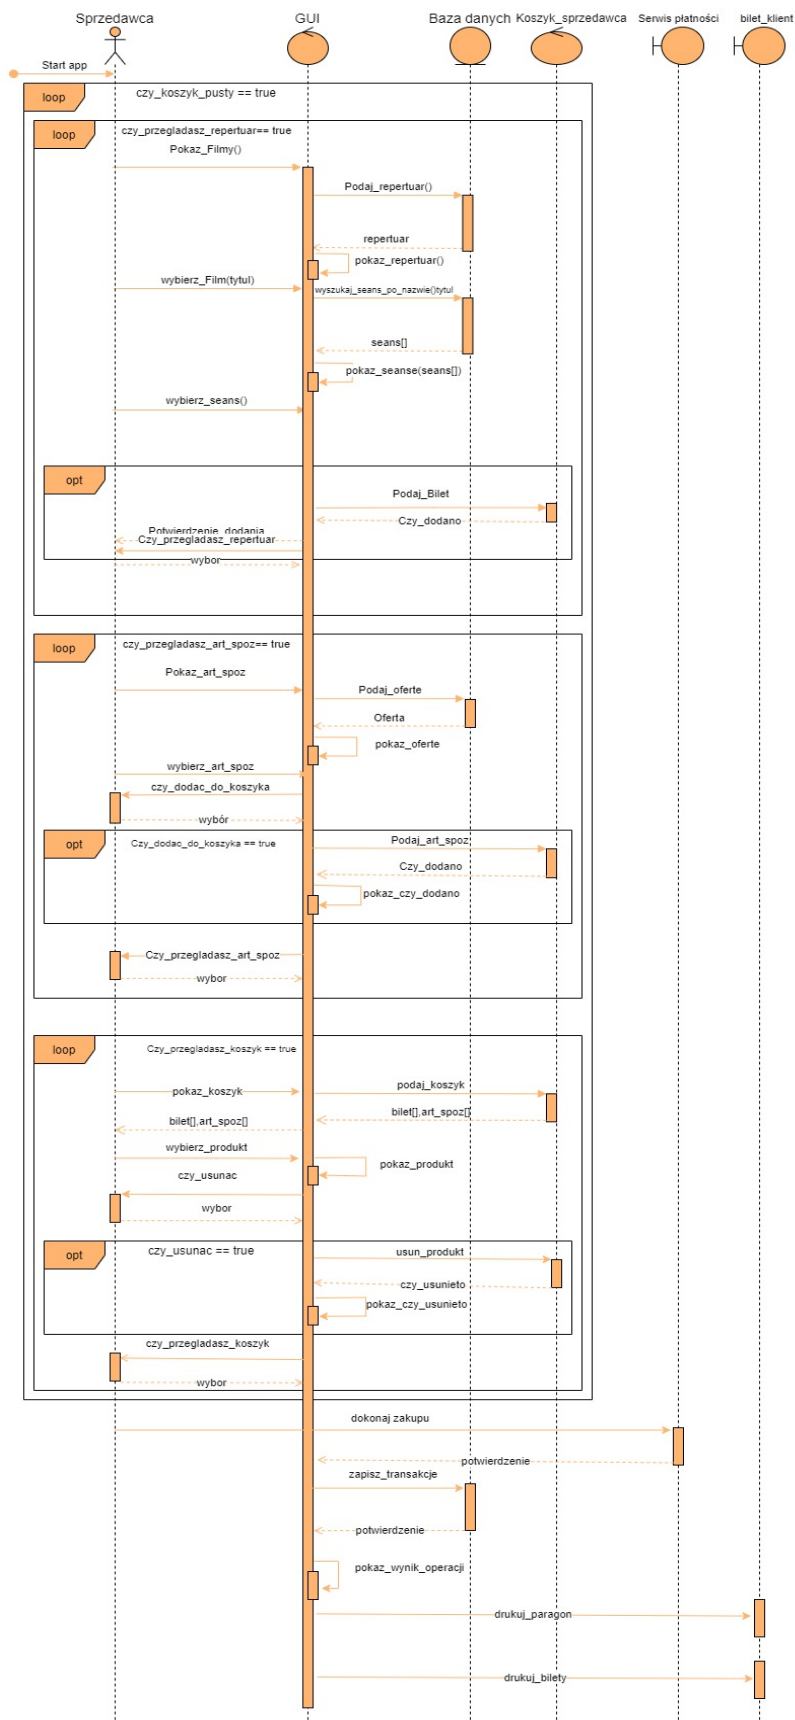 Sprzedawca
GUI
Baza danych
Koszyk_sprzedawca
Serwis płatności
bilet_klient
Start app
loop
czy_koszyk_pusty == true
loop
czy_przegladasz_repertuar== true
Pokaz_Filmy()
Podaj_repertuar()
repertuar
pokaz_repertuar()
wybierz_Film(tytul)
wyszukaj_seans_po_nazwie()tytul
seans[]
pokaz_seanse(seans[])
wybierz_seans()
opt
Podaj_Bilet
Czy_dodano
Potwierdzenie_dodania
Czy_przegladasz_repertuar
wybor
loop
czy_przegladasz_art_spoz== true
Pokaz_art_spoz
Podaj_oferte
Oferta
pokaz_oferte
wybierz_art_spoz
czy_dodac_do_koszyka
wybór
opt
Czy_dodac_do_koszyka == true
Podaj_art_spoz
Czy_dodano
pokaz_czy_dodano
Czy_przegladasz_art_spoz
wybor
loop
Czy_przegladasz_koszyk == true
pokaz_koszyk
podaj_koszyk
bilet[],art_spoz[]
bilet[],art_spoz[]
wybierz_produkt
pokaz_produkt
czy_usunac
wybor
opt
czy_usunac == true
usun_produkt
czy_usunieto
pokaz_czy_usunieto
czy_przegladasz_koszyk
wybor
dokonaj zakupu
potwierdzenie
zapisz_transakcje
potwierdzenie
pokaz_wynik_operacji
drukuj_paragon
drukuj_bilety